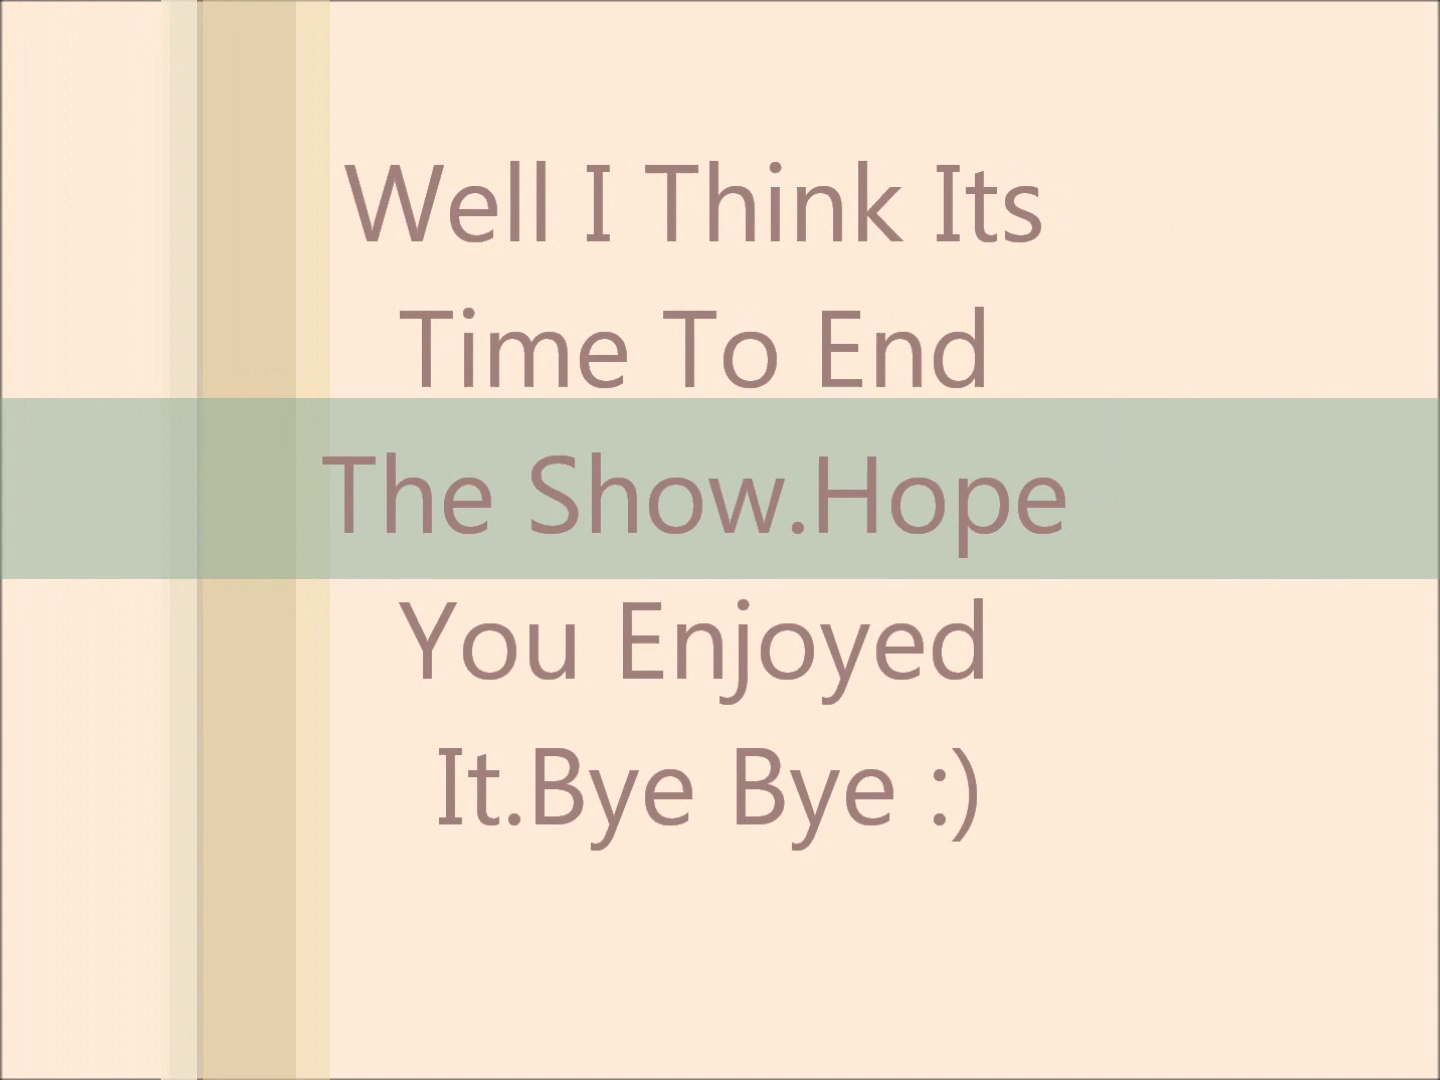 Well I Think Its
Time To End
The Show.Hope
You Enjoyed
It.Bye Bye :)